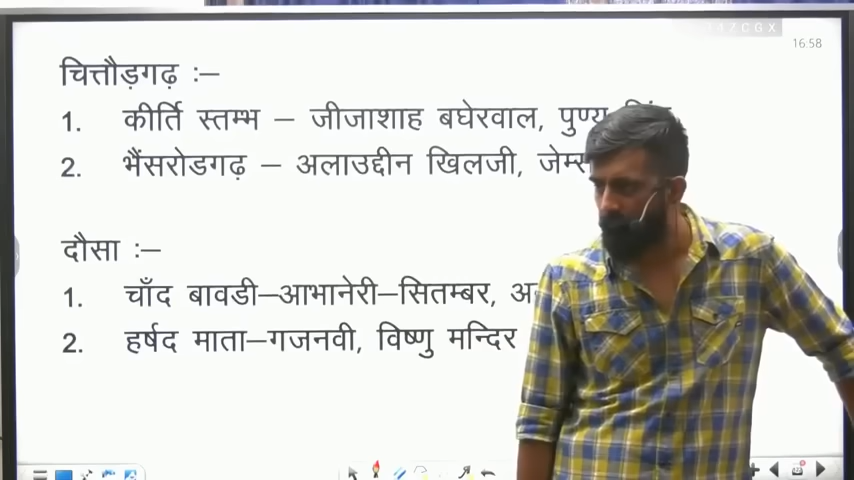 16:58
चित्तौड़गढ़ :–
1. कीर्ति स्तम्भ – जीजाशाह बघेरवाल, पुण्य
2. भैंसरोडगढ़ – अलाउद्दीन खिलजी,
दौसा :–
1. चाँद बावडी–आभानेरी–सितम्बर,
2. हर्षद माता–गजनवी, विष्णु मन्दिर